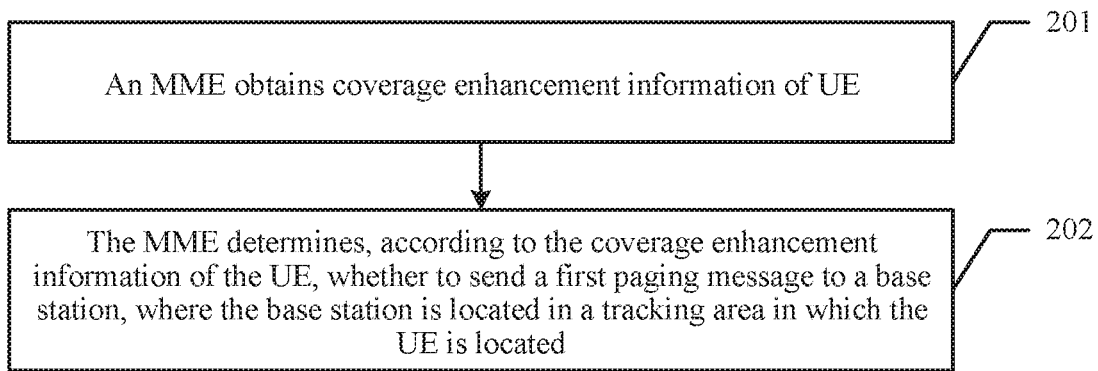 201
An MME obtains coverage enhancement information of UE
202
The MME determines, according to the coverage enhancement
information of the UE, whether to send a first paging message to a base
station, where the base station is located in a tracking area in which the
UE is located